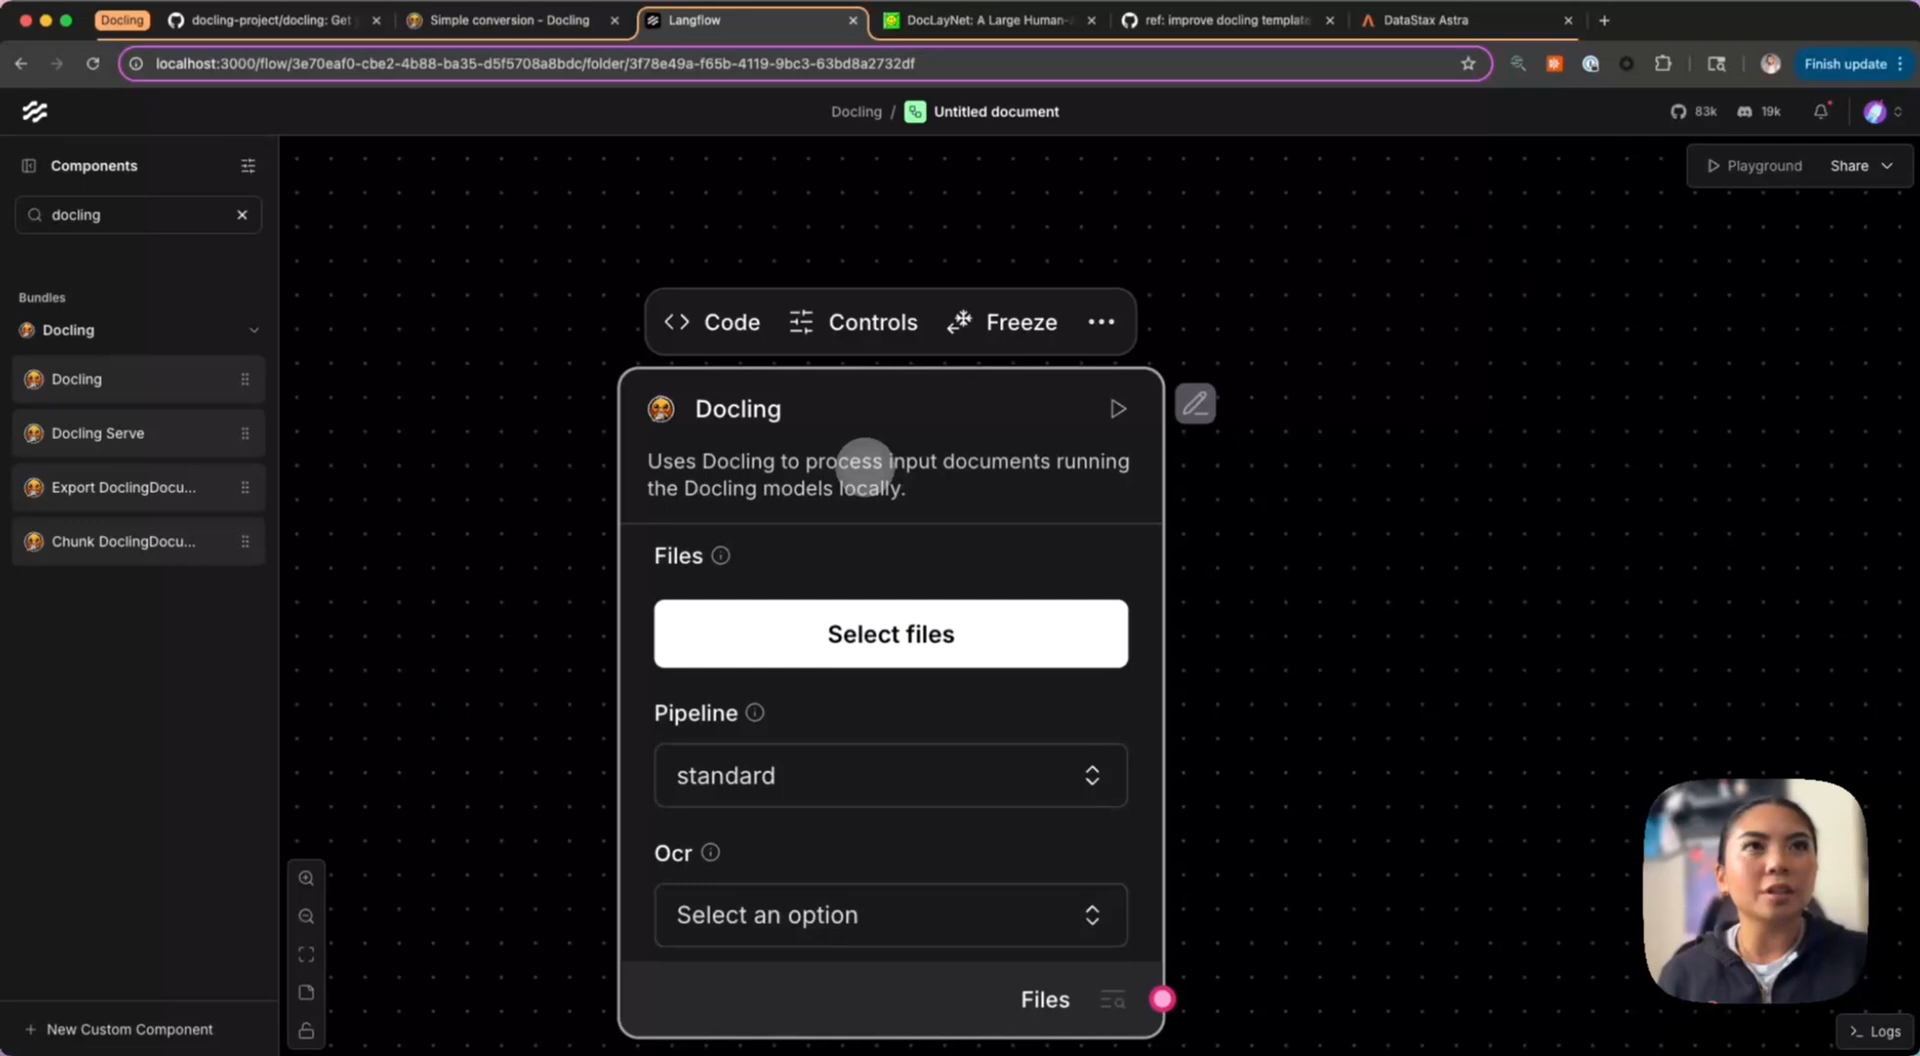 Docling
docling-project/docling: Get
Simple conversion - Docling
Langflow
DocLayNet: A Large Human-
ref: improve docling template
DataStax Astra
localhost:3000/flow/3e70eaf0-cbe2-4b88-ba35-d5f5708a8bdc/folder/3f78e49a-f65b-4119-9bc3-63bd8a2732df
Finish update
Docling / Untitled document
83k
19k
Components
Playground
Share
docling
Bundles
Docling
Docling
Docling Serve
Export DoclingDocu...
Chunk DoclingDocu...
Code
Controls
Freeze
Docling
Uses Docling to process input documents running
the Docling models locally.
Files
Select files
Pipeline
standard
Ocr
Select an option
Files
New Custom Component
Logs